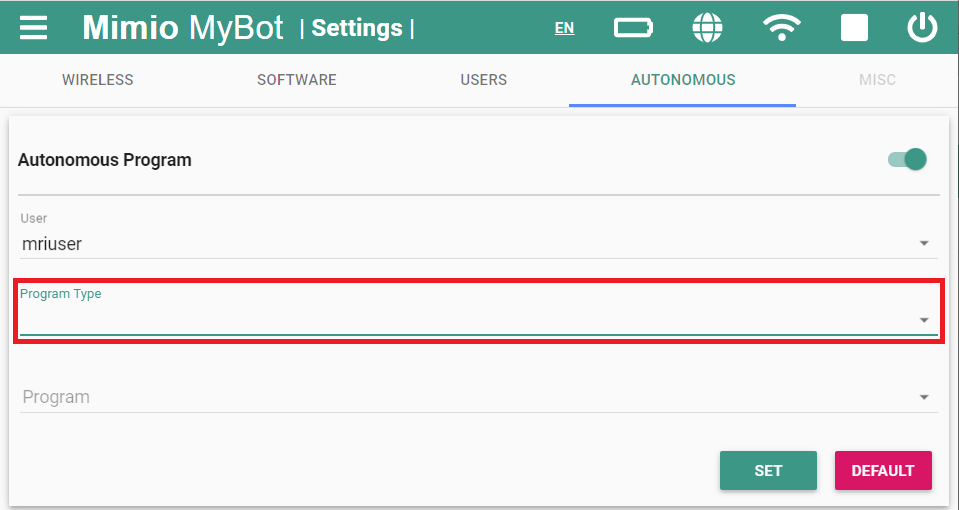 Mimio MyBot | Settings | EN
WIRELESS SOFTWARE USERS AUTONOMOUS MISC
Autonomous Program
User
mriuser
Program Type
Program
SET DEFAULT